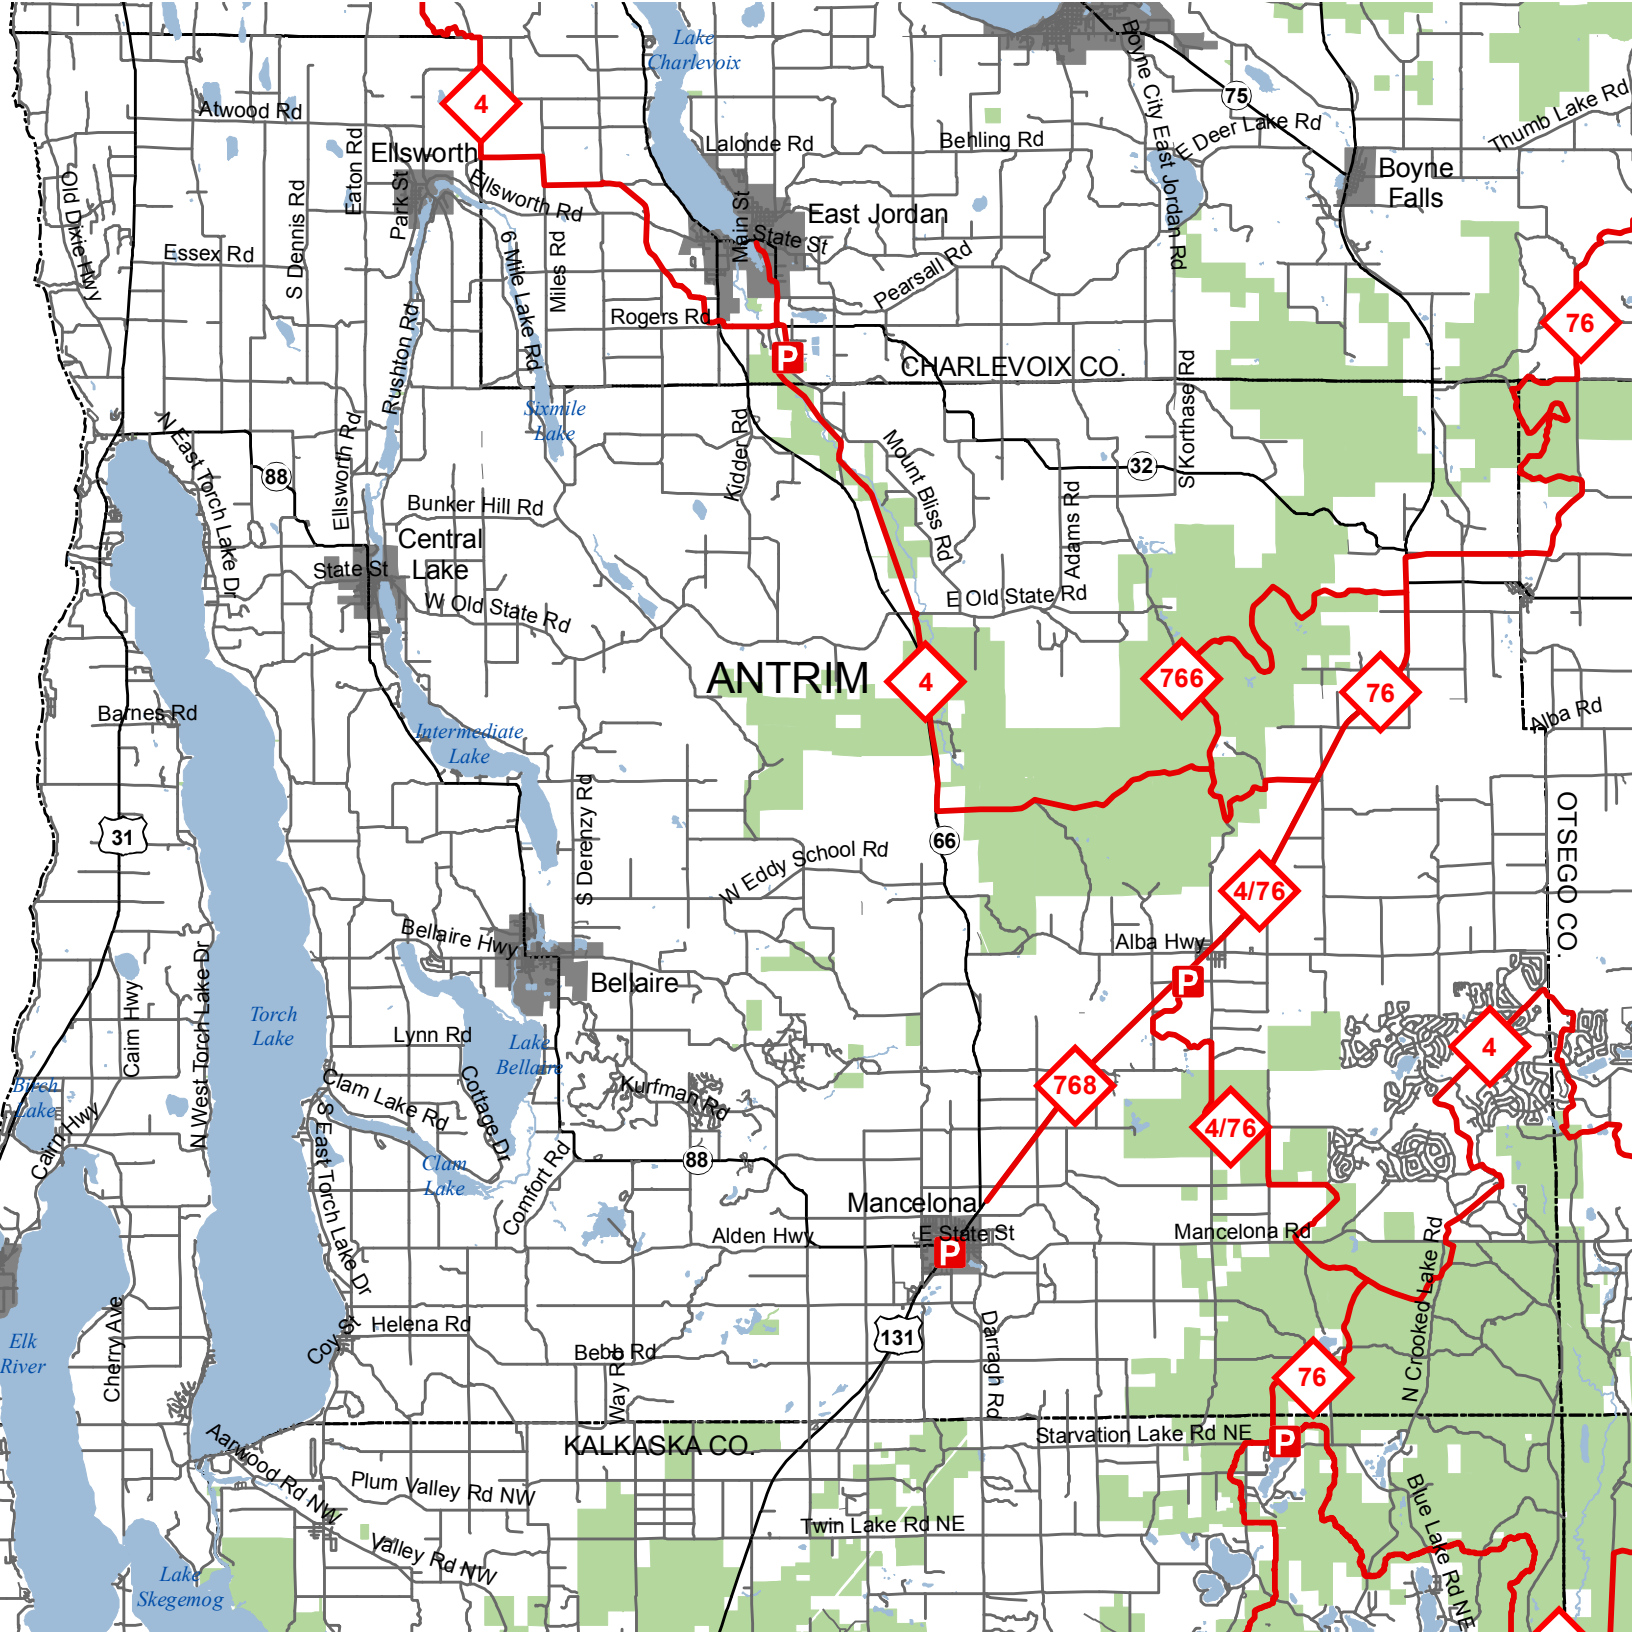 Lake
Charlevoix
4
75
Boyne City East Jordan Rd
Thumb Lake Rd
Atwood Rd
E Deer Lake Rd
Lalonde Rd
Behling Rd
Ellsworth
Eaton Rd
Boyne
Falls
Old Dixie Hwy
S Dennis Rd
Park St
Ellsworth Rd
Main St
East Jordan
State St
Essex Rd
6 Mile Lake Rd
Miles Rd
Pearsall Rd
Rogers Rd
76
P
Rushton Rd
CHARLEVOIX CO.
S Korthase Rd
Sixmile
Lake
N East Torch Lake Dr
Ellsworth Rd
Kidder Rd
Mount Bliss Rd
32
88
Bunker Hill Rd
Adams Rd
Central
Lake
State St
W Old State Rd
E Old State Rd
ANTRIM
4
766
76
Barnes Rd
Alba Rd
Intermediate
Lake
31
S Derenzy Rd
66
OTSEGO CO.
W Eddy School Rd
4/76
Bellaire Hwy
Alba Hwy
Bellaire
P
N West Torch Lake Dr
Cairn Hwy
Torch
Lake
Lynn Rd
Lake
Bellaire
4
Birch
Lake
Clam Lake Rd
Cottage Dr
Kurfman Rd
768
4/76
Cairn Hwy
S East Torch Lake Dr
Clam
Lake
Comfort Rd
88
Mancelona
Alden Hwy
E State St
P
Mancelona Rd
N Crooked Lake Rd
Cherry Ave
Elk
River
Coy St
Helena Rd
Bebb Rd
Way Rd
131
Darragh Rd
76
KALKASKA CO.
Starvation Lake Rd NE
P
Aarwood Rd NW
Plum Valley Rd NW
Blue Lake Rd NE
Twin Lake Rd NE
Valley Rd NW
Lake
Skegemog